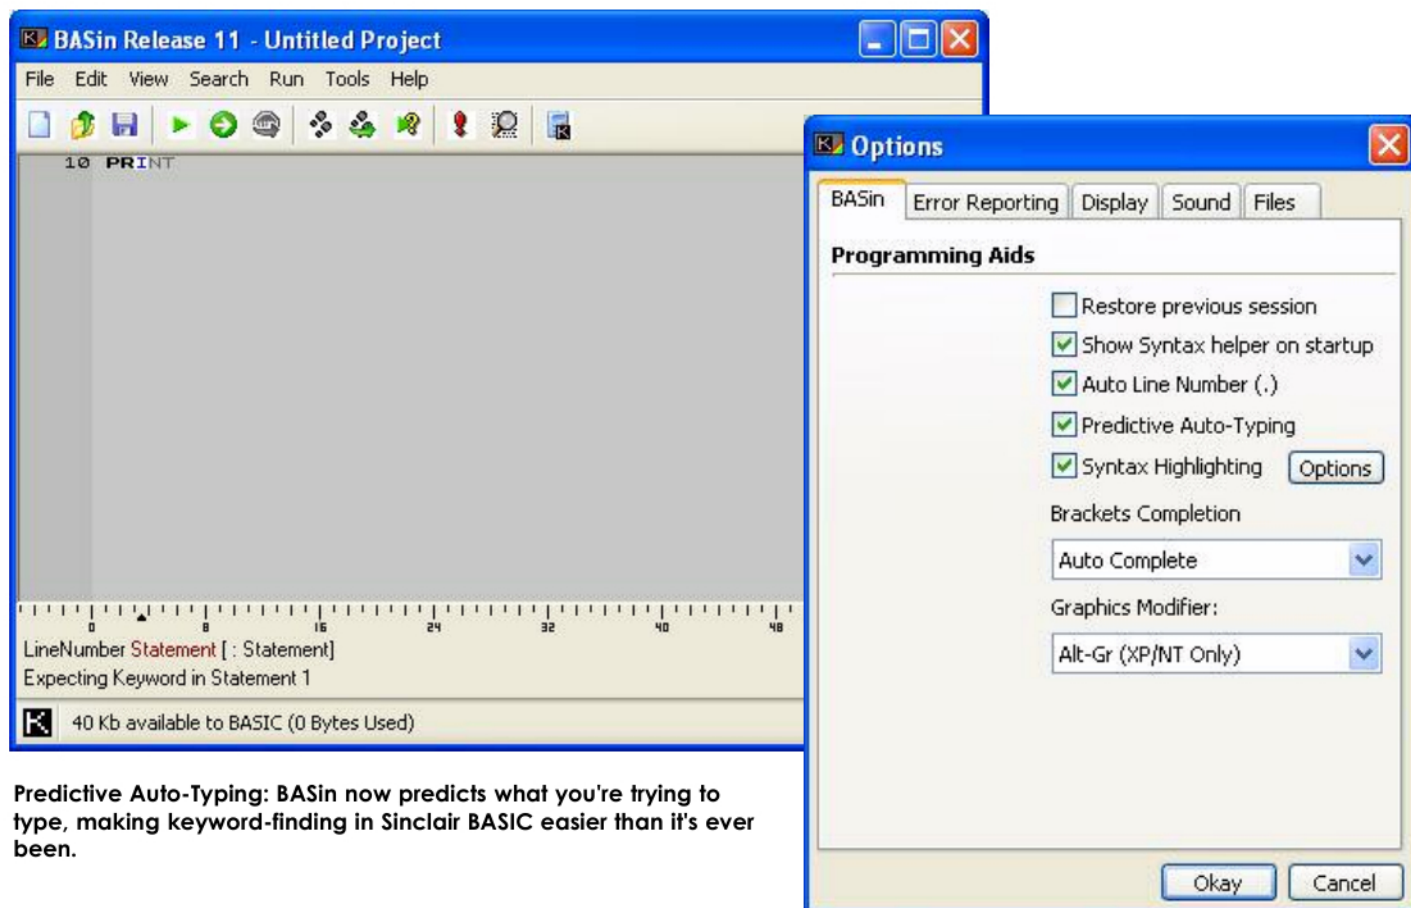 BASin Release 11 - Untitled Project
File Edit View Search Run Tools Help
10 PRINT
0 8 16 24 32 40 48
LineNumber Statement [ : Statement]
Expecting Keyword in Statement 1
K 40 Kb available to BASIC (0 Bytes Used)
Predictive Auto-Typing: BASin now predicts what you're trying to
type, making keyword-finding in Sinclair BASIC easier than it's ever
been.
Options
BASin Error Reporting Display Sound Files
Programming Aids
Restore previous session
Show Syntax helper on startup
Auto Line Number (.)
Predictive Auto-Typing
Syntax Highlighting Options
Brackets Completion
Auto Complete
Graphics Modifier:
Alt-Gr (XP/NT Only)
Okay Cancel